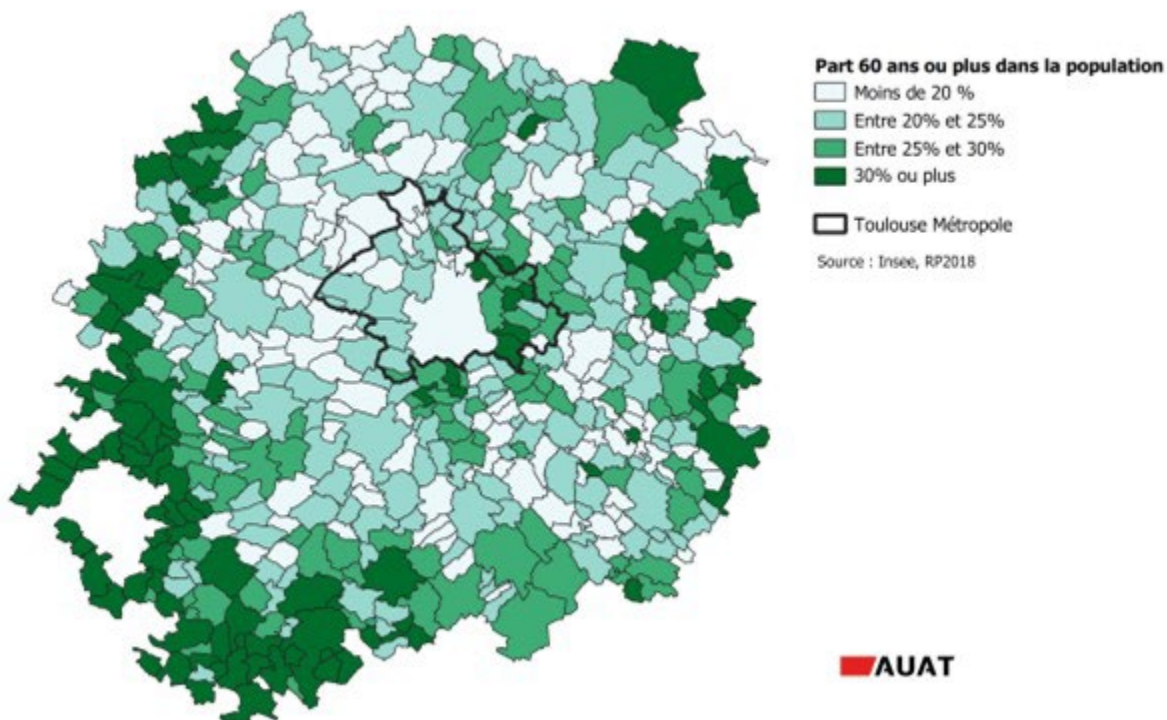 Part 60 ans ou plus dans la population
Moins de 20 %
Entre 20% et 25%
Entre 25% et 30%
30% ou plus
Toulouse Métropole
Source : Insee, RP2018
AUAT